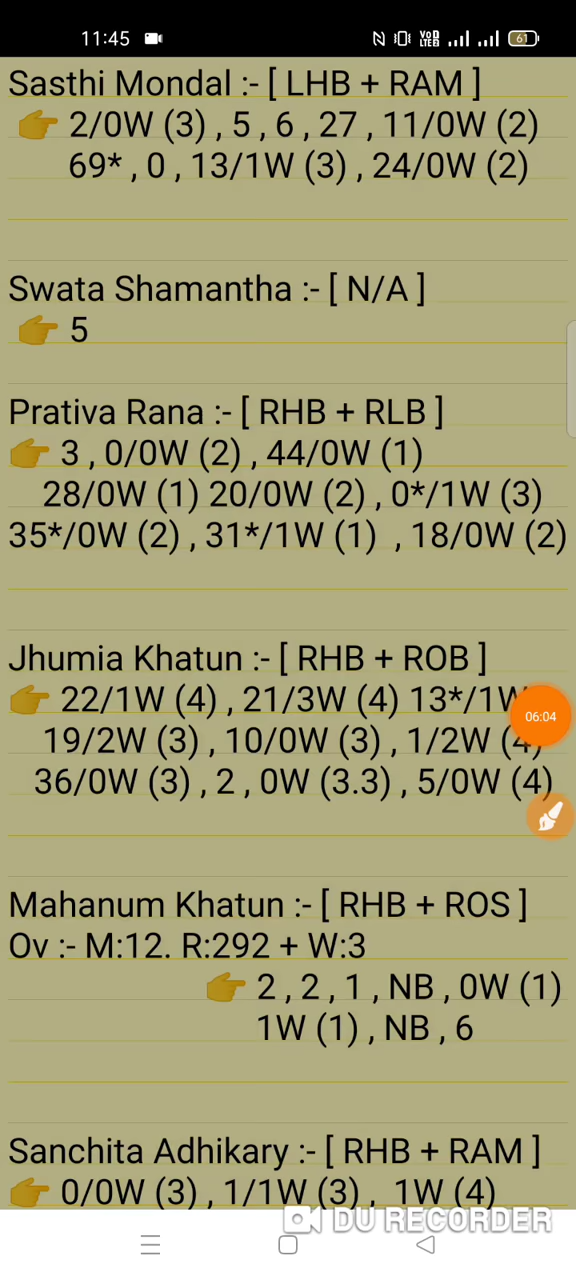 11:45 61
Sasthi Mondal :- [ LHB + RAM ]
👉 2/0W (3) , 5 , 6 , 27 , 11/0W (2)
69* , 0 , 13/1W (3) , 24/0W (2)
Swata Shamantha :- [ N/A ]
👉 5
Prativa Rana :- [ RHB + RLB ]
👉 3 , 0/0W (2) , 44/0W (1)
28/0W (1) 20/0W (2) , 0*/1W (3)
35*/0W (2) , 31*/1W (1) , 18/0W (2)
Jhumia Khatun :- [ RHB + ROB ]
👉 22/1W (4) , 21/3W (4) 13*/1W
06:04
19/2W (3) , 10/0W (3) , 1/2W (4)
36/0W (3) , 2 , 0W (3.3) , 5/0W (4)
Mahanum Khatun :- [ RHB + ROS ]
Ov :- M:12. R:292 + W:3
👉 2 , 2 , 1 , NB , 0W (1)
1W (1) , NB , 6
Sanchita Adhikary :- [ RHB + RAM ]
👉 0/0W (3) , 1/1W (3) , 1W (4)
DU RECORDER